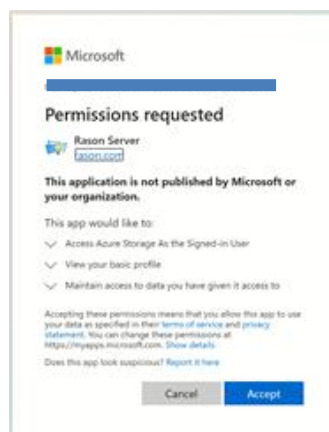 Microsoft
Permissions requested
Rason Server
rason.com
This application is not published by Microsoft or
your organization.
This app would like to:
Access Azure Storage As the Signed-in User
View your basic profile
Maintain access to data you have given it access to
Accepting these permissions means that you allow this app to use
your data as specified in their terms of service and privacy
statement. You can change these permissions at
https://myapps.microsoft.com. Show details
Does this app look suspicious? Report it here
Cancel Accept